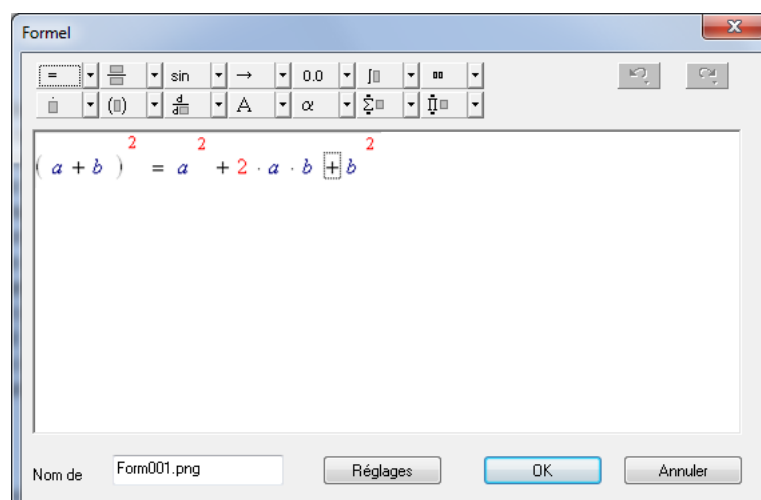 Formel
= sin → 0.0 ∫▯ ▯▯
(▯) d/d▯ A α Σ▯ Π▯
(a + b)² = a² + 2 · a · b + b²
Nom de Form001.png Réglages OK Annuler